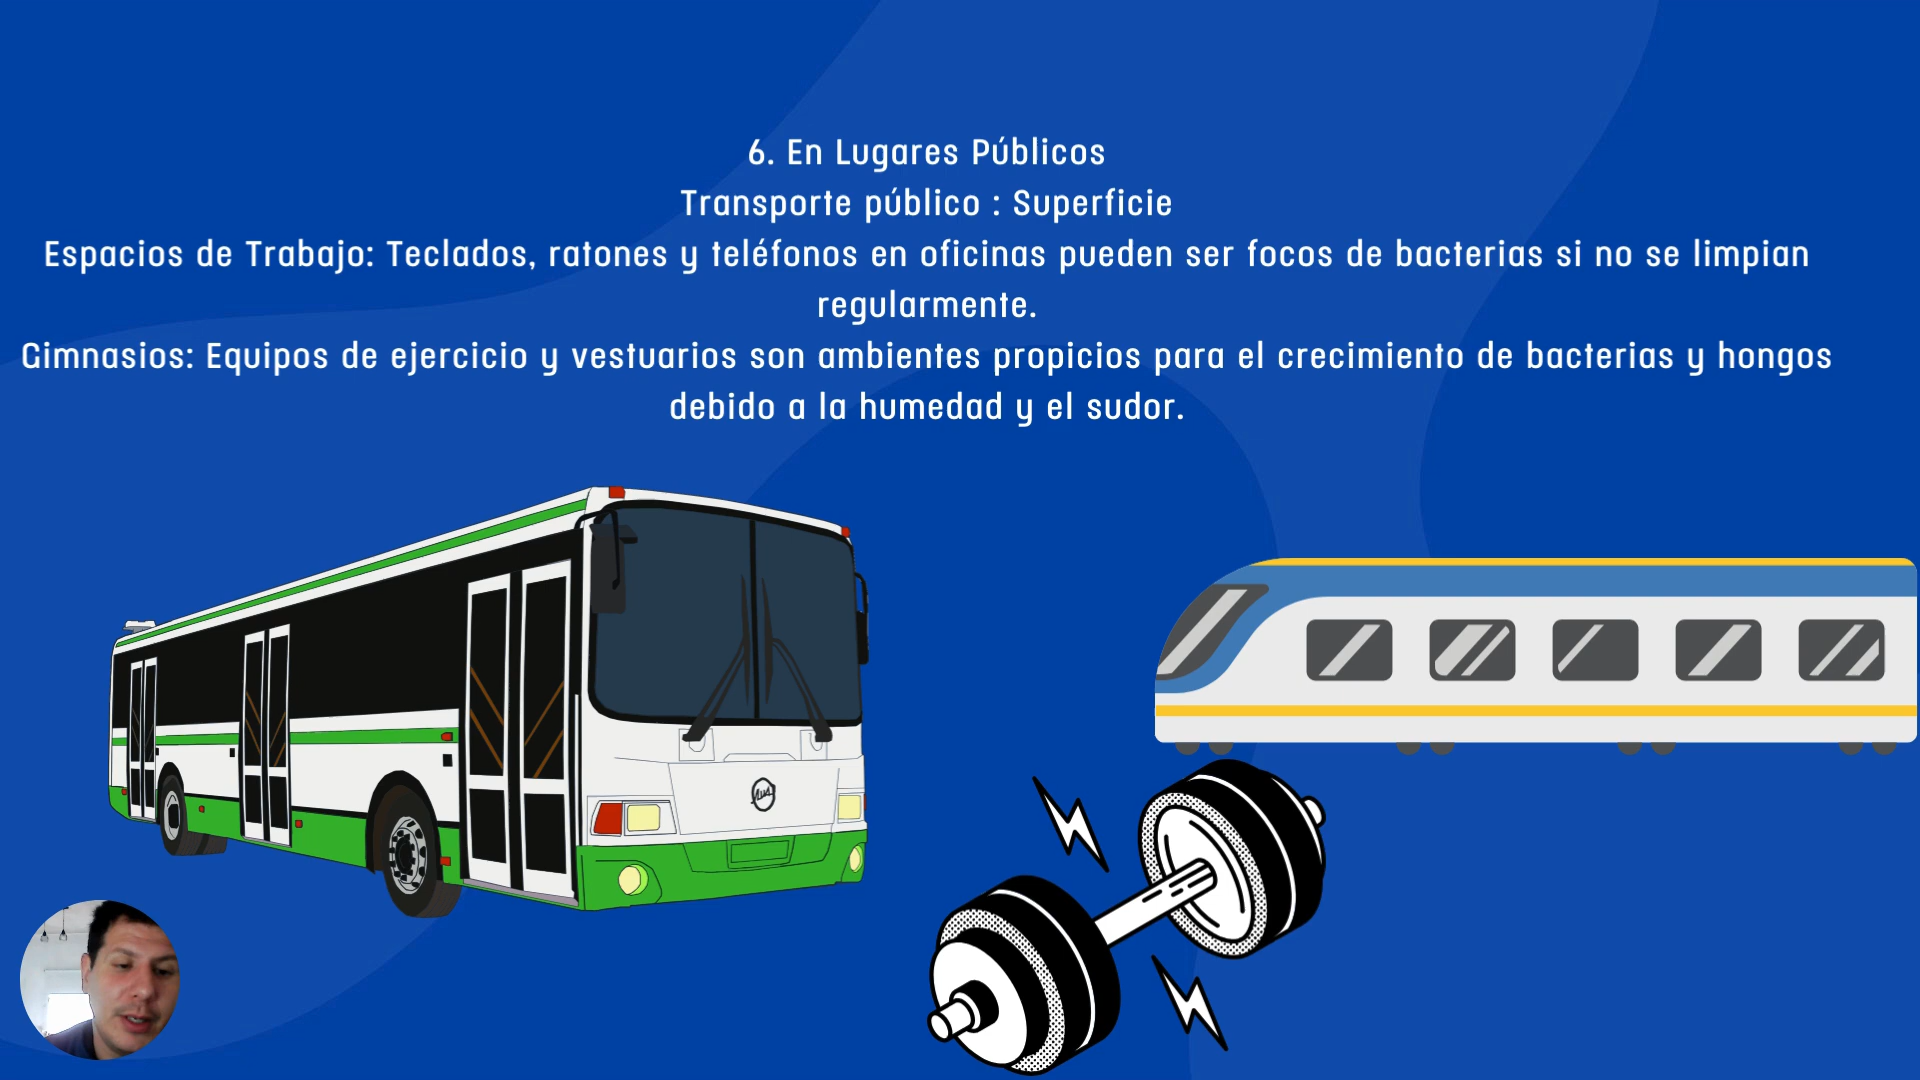 6. En Lugares Públicos
Transporte público : Superficie
Espacios de Trabajo: Teclados, ratones y teléfonos en oficinas pueden ser focos de bacterias si no se limpian
regularmente.
Gimnasios: Equipos de ejercicio y vestuarios son ambientes propicios para el crecimiento de bacterias y hongos
debido a la humedad y el sudor.